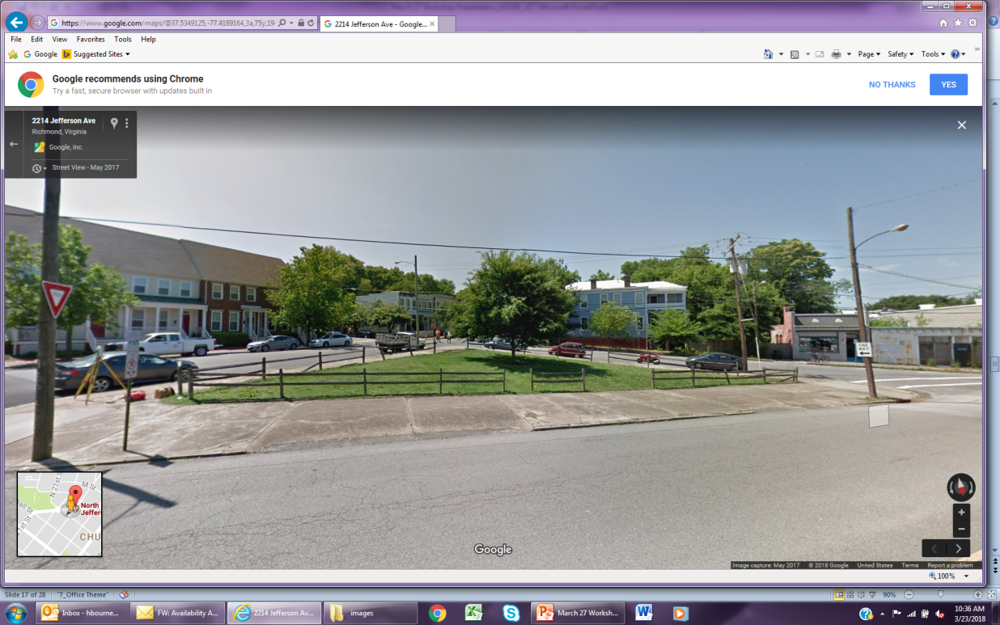 https://www.google.com/maps/@37.5349125,-77.4189164,3a,75y,19
2214 Jefferson Ave - Google...
File Edit View Favorites Tools Help
Google Suggested Sites
Page Safety Tools
Google recommends using Chrome
Try a fast, secure browser with updates built in
NO THANKS
YES
2214 Jefferson Ave
Richmond, Virginia
Google, Inc.
Street View - May 2017
YIELD
ONE WAY
N 21st S
M St
all St
21st St
North
Jeffer
CHU
Google
Image capture: May 2017 © 2018 Google United States Terms Report a problem
100%
Slide 17 of 28 "7_Office Theme" 90%
Inbox - hbourne...
FW: Availability A...
2214 Jefferson Av...
images
March 27 Worksh...
10:36 AM
3/23/2018